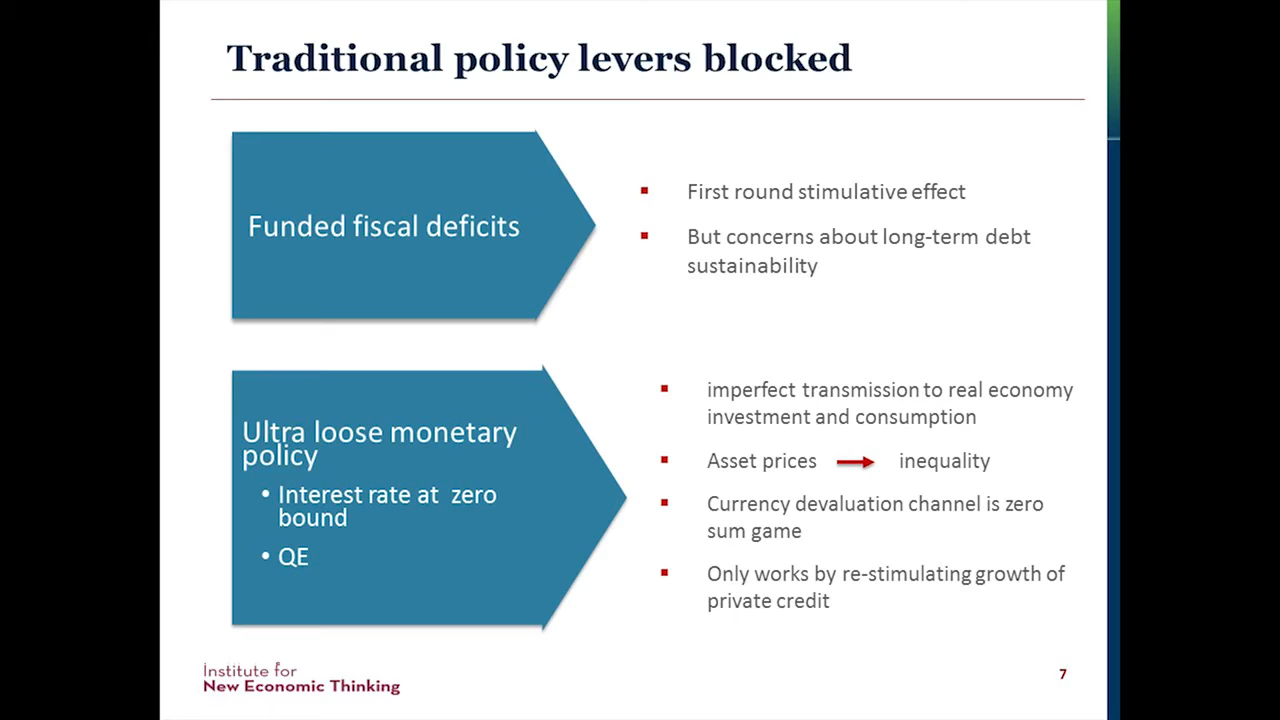 Traditional policy levers blocked
Funded fiscal deficits
▪ First round stimulative effect
▪ But concerns about long-term debt
sustainability
Ultra loose monetary
policy
• Interest rate at zero
bound
• QE
▪ imperfect transmission to real economy
investment and consumption
▪ Asset prices → inequality
▪ Currency devaluation channel is zero
sum game
▪ Only works by re-stimulating growth of
private credit
Institute for
New Economic Thinking
7